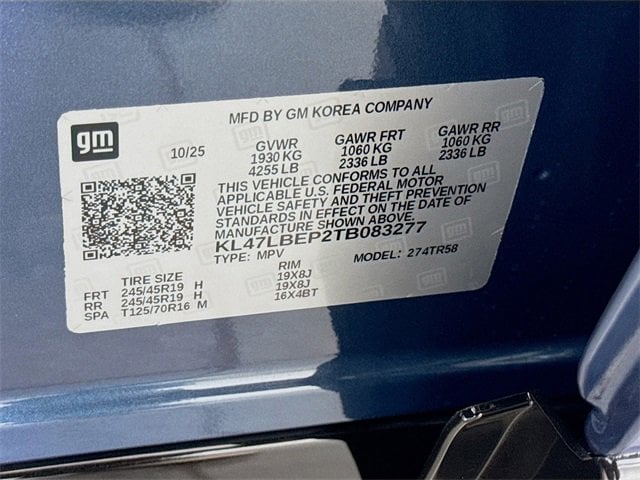 MFD BY GM KOREA COMPANY
gm
10/25 GVWR GAWR FRT GAWR RR
1930 KG 1060 KG 1060 KG
4255 LB 2336 LB 2336 LB
THIS VEHICLE CONFORMS TO ALL
APPLICABLE U.S. FEDERAL MOTOR
VEHICLE SAFETY AND THEFT PREVENTION
STANDARDS IN EFFECT ON THE DATE OF
MANUFACTURE SHOWN ABOVE.
KL47LBEP2TB083277
TYPE: MPV MODEL: 274TR58
TIRE SIZE RIM
FRT 245/45R19 H 19X8J
RR 245/45R19 H 19X8J
SPA T125/70R16 M 16X4BT